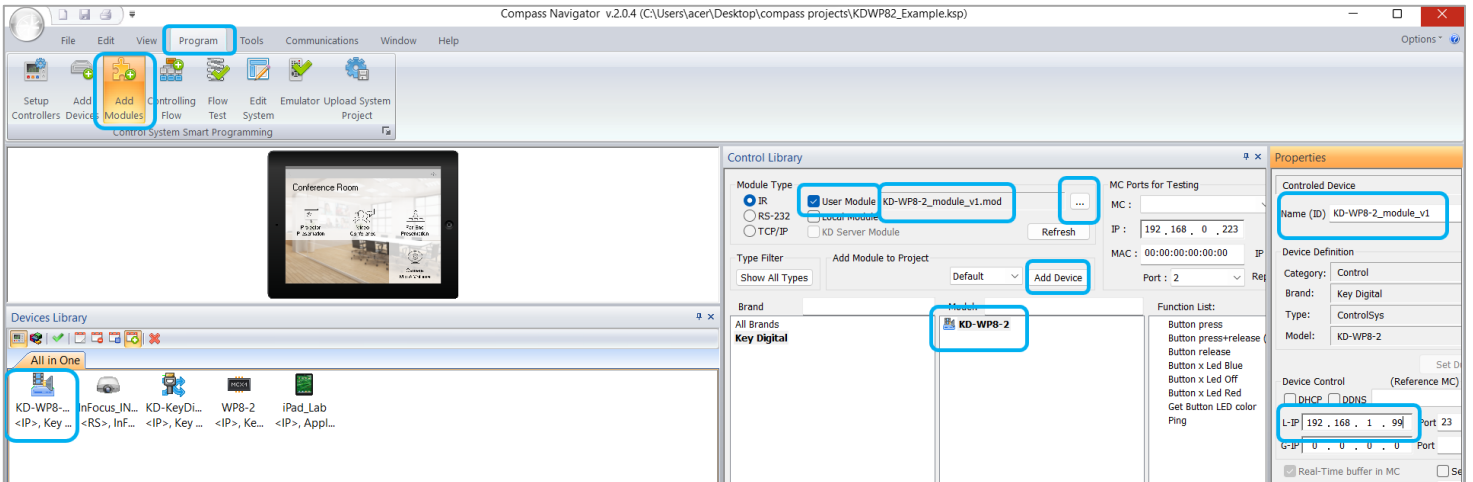 Compass Navigator v.2.0.4 (C:\Users\acer\Desktop\compass projects\KDWP82_Example.ksp)
File Edit View Program Tools Communications Window Help
Options
Setup Controllers
Add Devices
Add Modules
Controlling Flow
Flow Test
Edit System
Emulator
Upload System Project
Control System Smart Programming
Conference Room
Projector
Presentation
Video
Conference
Far End
Presentation
Camera
Devices Library
All in One
KD-WP8-...
<IP>, Key ...
InFocus_IN...
<RS>, InF...
KD-KeyDi...
<IP>, Key ...
MCX4
WP8-2
<IP>, Ke...
iPad_Lab
<IP>, Appl...
Control Library
Module Type
IR
RS-232
TCP/IP
User Module
KD-WP8-2_module_v1.mod
...
Local Module
KD Server Module
Refresh
Type Filter
Show All Types
Add Module to Project
Default
Add Device
MC Ports for Testing
MC :
IP : 192 . 168 . 0 . 223
MAC : 00:00:00:00:00:00 IP
Port : 2
Brand
All Brands
Key Digital
KD-WP8-2
Function List:
Button press
Button press+release (
Button release
Button x Led Blue
Button x Led Off
Button x Led Red
Get Button LED color
Ping
Properties
Controled Device
Name (ID) KD-WP8-2_module_v1
Device Definition
Category: Control
Brand: Key Digital
Type: ControlSys
Model: KD-WP8-2
Device Control (Reference MC)
DHCP DDNS
L-IP 192 . 168 . 1 . 99 Port 23
G-IP 0 . 0 . 0 . 0 Port
Real-Time buffer in MC